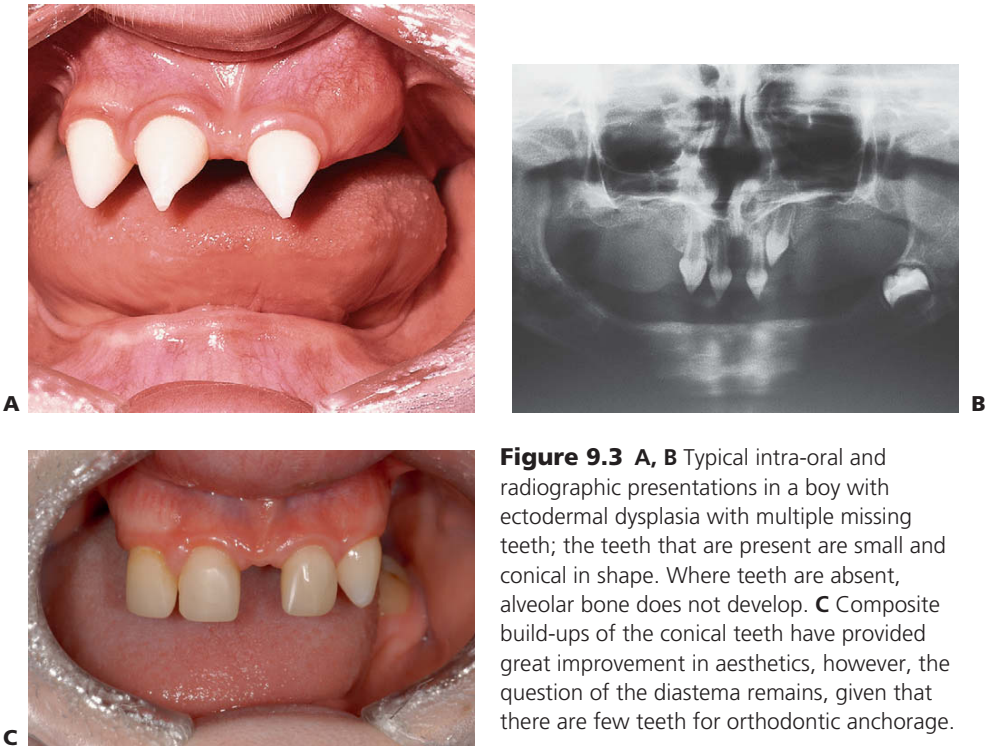 A
B
C
Figure 9.3 A, B Typical intra-oral and
radiographic presentations in a boy with
ectodermal dysplasia with multiple missing
teeth; the teeth that are present are small and
conical in shape. Where teeth are absent,
alveolar bone does not develop. C Composite
build-ups of the conical teeth have provided
great improvement in aesthetics, however, the
question of the diastema remains, given that
there are few teeth for orthodontic anchorage.